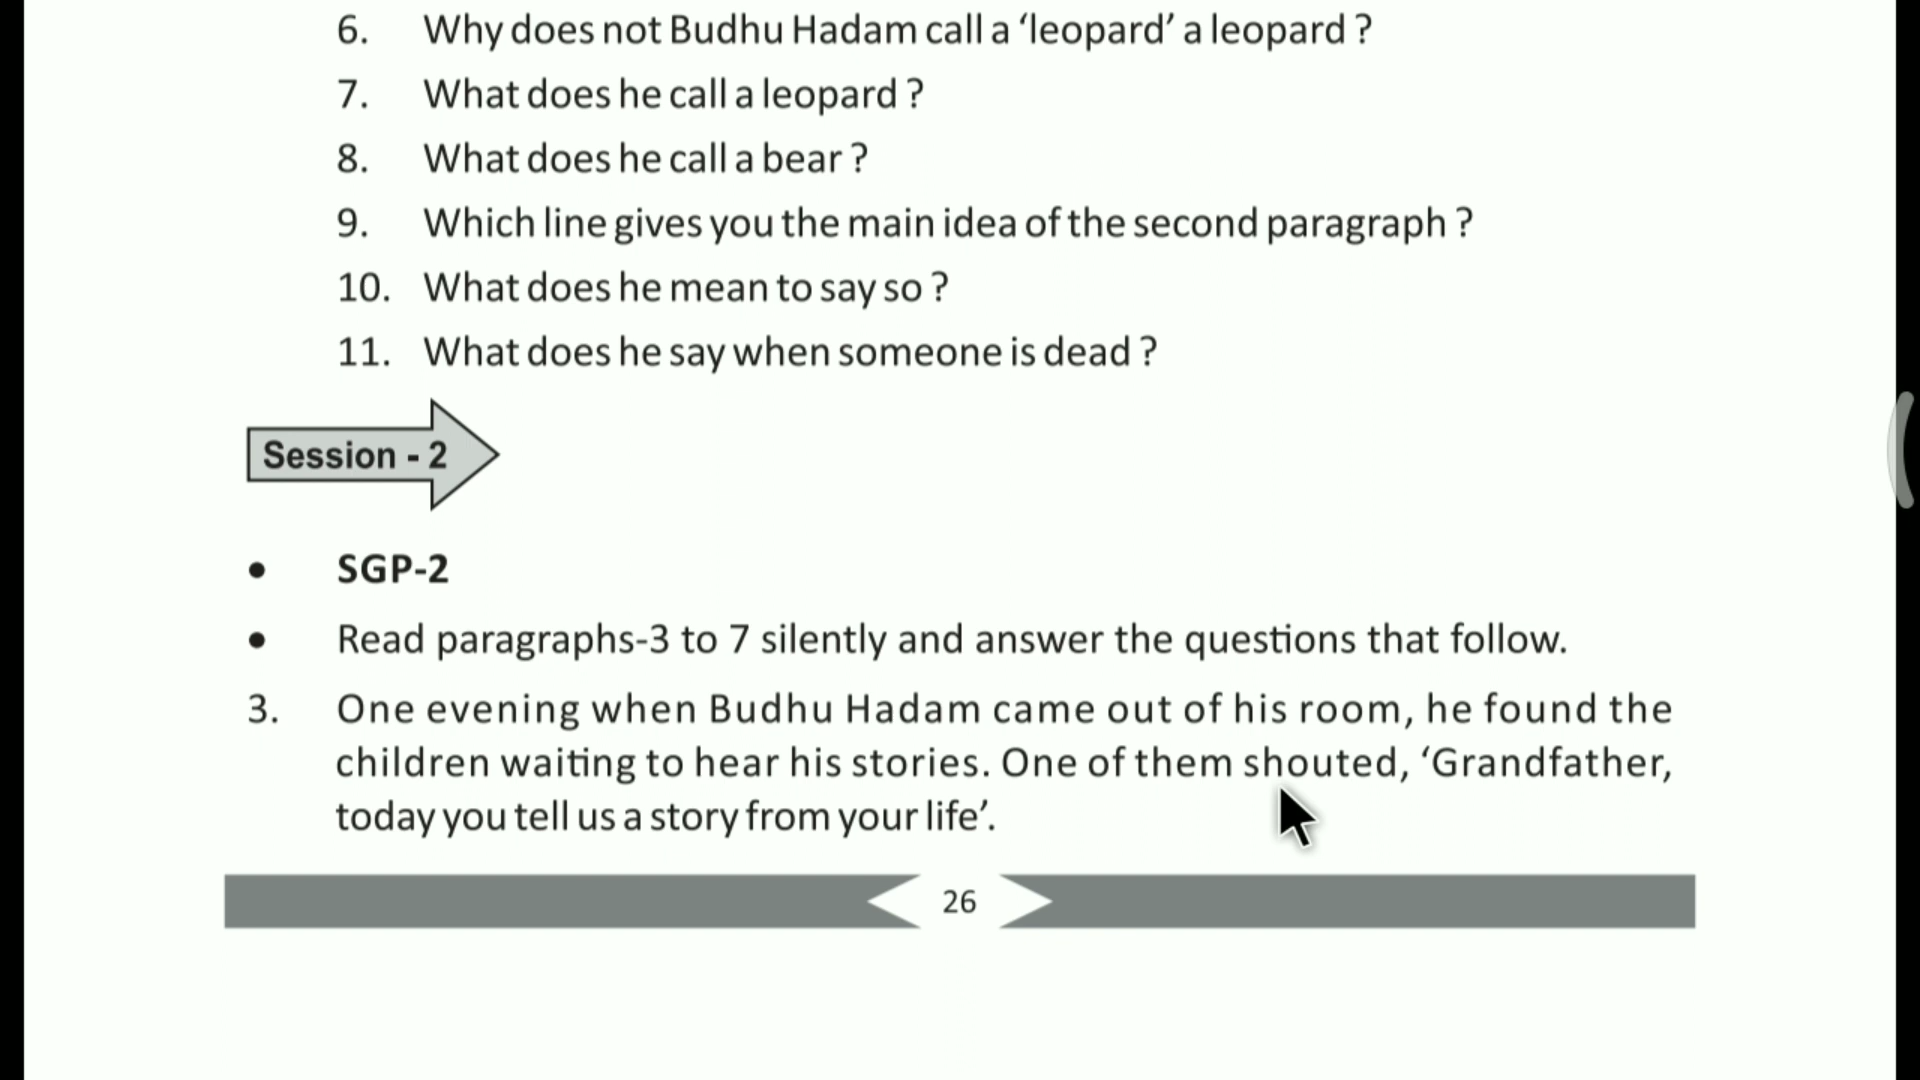 6. Why does not Budhu Hadam call a ‘leopard’ a leopard ?
7. What does he call a leopard ?
8. What does he call a bear ?
9. Which line gives you the main idea of the second paragraph ?
10. What does he mean to say so ?
11. What does he say when someone is dead ?
Session - 2
• SGP-2
• Read paragraphs-3 to 7 silently and answer the questions that follow.
3. One evening when Budhu Hadam came out of his room, he found the
children waiting to hear his stories. One of them shouted, ‘Grandfather,
today you tell us a story from your life’.
26